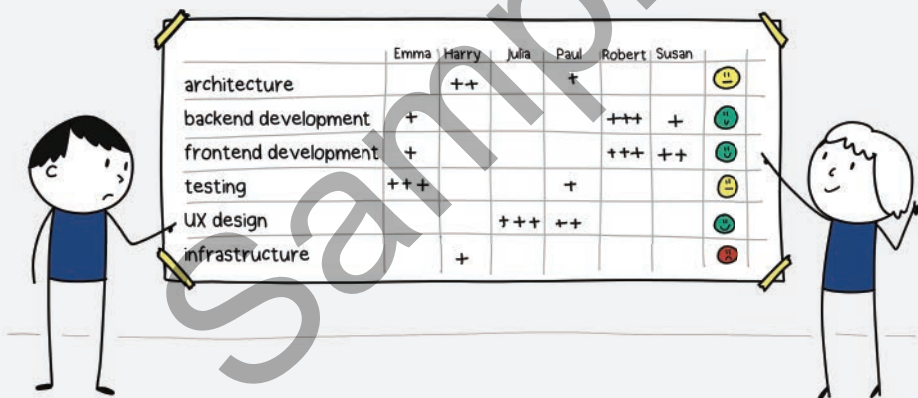 Emma Harry Julia Paul Robert Susan
architecture ++ +
backend development + +++ +
frontend development + +++ ++
testing +++ +
UX design +++ ++
infrastructure +
Sample